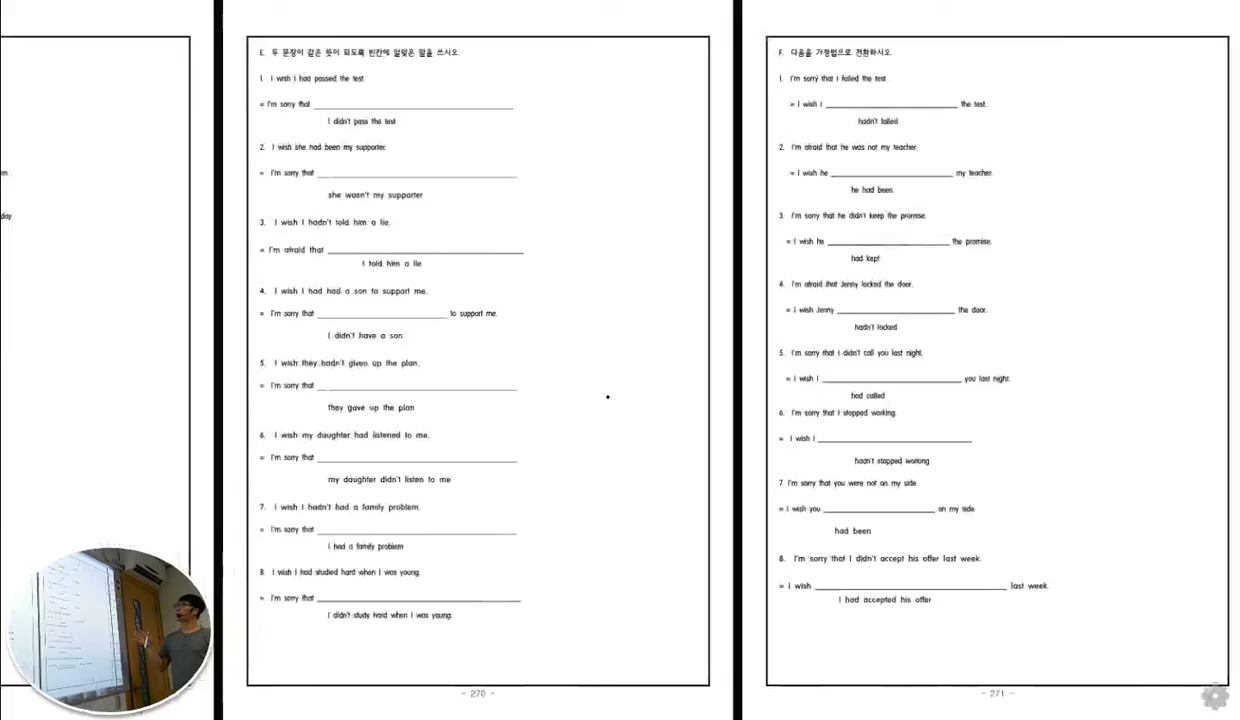 em.
day.
E. 두 문장이 같은 뜻이 되도록 빈칸에 알맞은 말을 쓰시오.
1. I wish I had passed the test.
= I'm sorry that
I didn't pass the test
2. I wish she had been my supporter.
= I'm sorry that
she wasn't my supporter
3. I wish I hadn't told him a lie.
= I'm afraid that
I told him a lie
4. I wish I had had a son to support me.
= I'm sorry that to support me.
I didn't have a son
5. I wish they hadn't given up the plan.
= I'm sorry that
they gave up the plan
6. I wish my daughter had listened to me.
= I'm sorry that
my daughter didn't listen to me
7. I wish I hadn't had a family problem.
= I'm sorry that
I had a family problem
8. I wish I had studied hard when I was young.
= I'm sorry that
I didn't study hard when I was young.
- 270 -
F. 다음을 가정법으로 전환하시오.
1. I'm sorry that I failed the test.
= I wish I the test.
hadn't failed
2. I'm afraid that he was not my teacher.
= I wish he my teacher.
he had been
3. I'm sorry that he didn't keep the promise.
= I wish he the promise.
had kept
4. I'm afraid that Jenny locked the door.
= I wish Jenny the door.
hadn't locked
5. I'm sorry that I didn't call you last night.
= I wish I you last night.
had called
6. I'm sorry that I stopped working.
= I wish I
hadn't stopped working
7. I'm sorry that you were not on my side
= I wish you on my side.
had been
8. I'm sorry that I didn't accept his offer last week.
= I wish last week.
I had accepted his offer
- 271 -